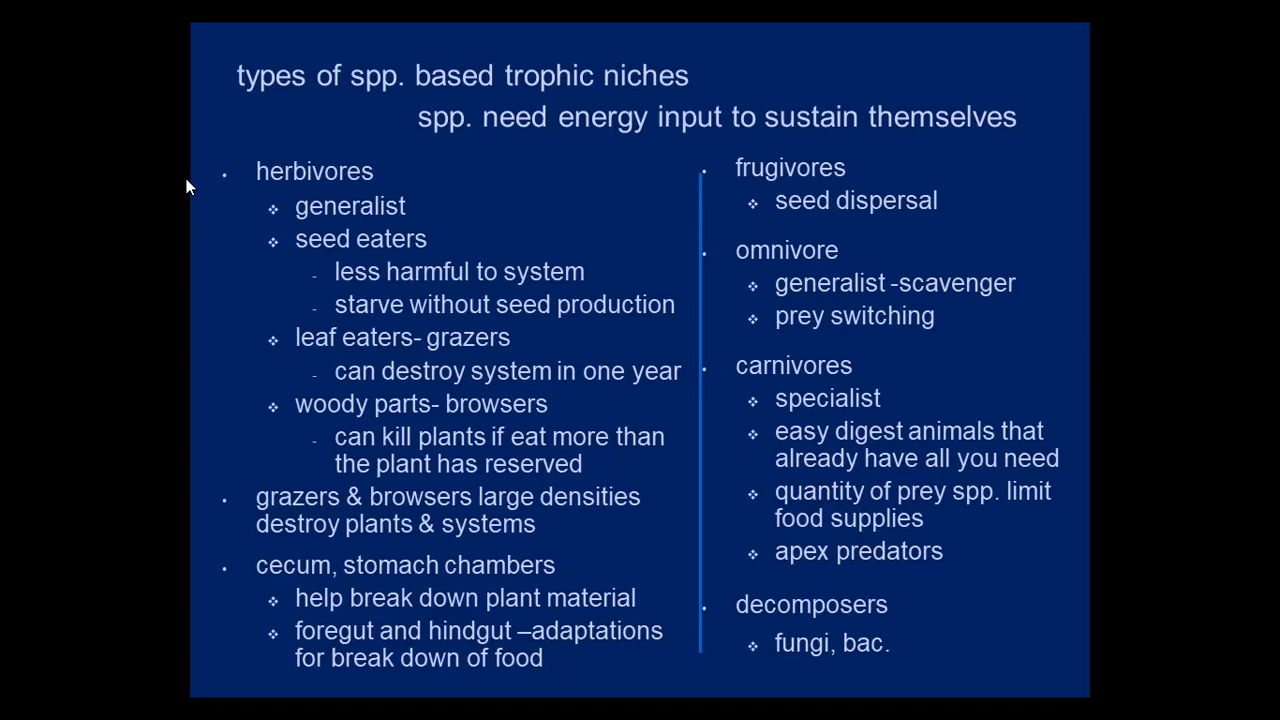 types of spp. based trophic niches
spp. need energy input to sustain themselves
herbivores
generalist
seed eaters
less harmful to system
starve without seed production
leaf eaters- grazers
can destroy system in one year
woody parts- browsers
can kill plants if eat more than
the plant has reserved
grazers & browsers large densities
destroy plants & systems
cecum, stomach chambers
help break down plant material
foregut and hindgut –adaptations
for break down of food
frugivores
seed dispersal
omnivore
generalist -scavenger
prey switching
carnivores
specialist
easy digest animals that
already have all you need
quantity of prey spp. limit
food supplies
apex predators
decomposers
fungi, bac.